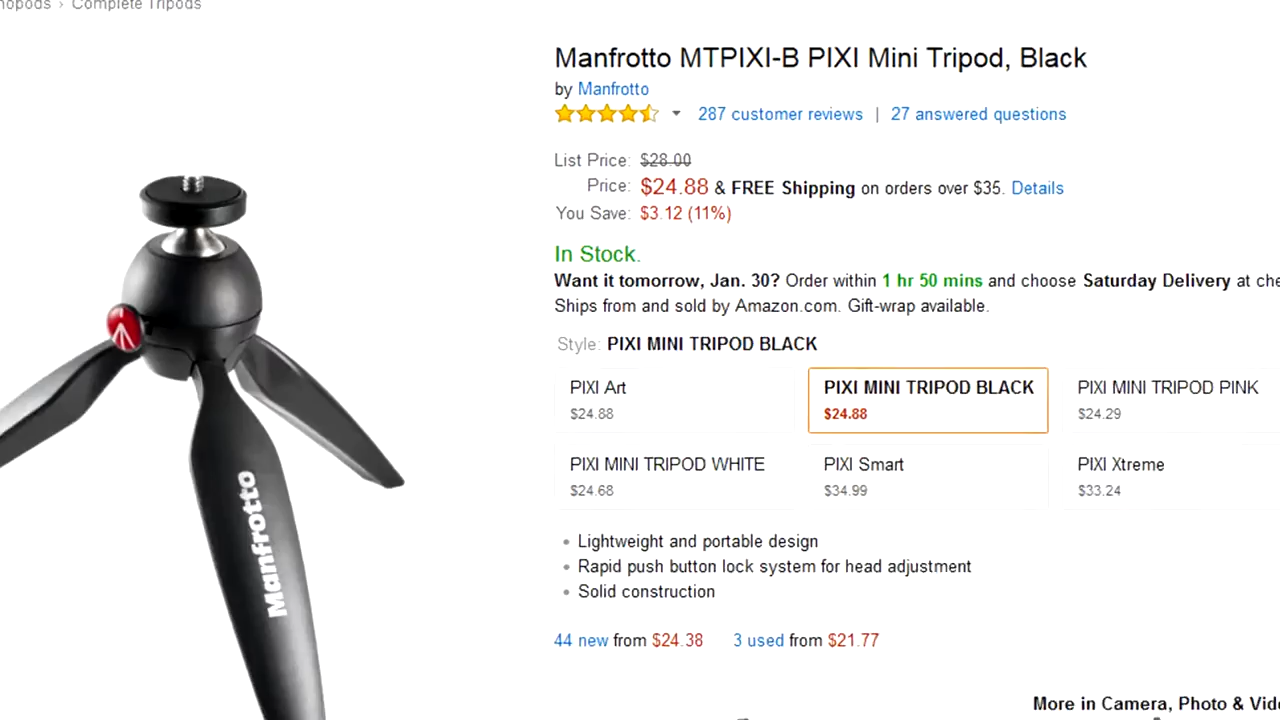 nopods › Complete Tripods
Manfrotto MTPIXI-B PIXI Mini Tripod, Black
by Manfrotto
287 customer reviews | 27 answered questions
List Price: $28.00
Price: $24.88 & FREE Shipping on orders over $35. Details
You Save: $3.12 (11%)
In Stock.
Want it tomorrow, Jan. 30? Order within 1 hr 50 mins and choose Saturday Delivery at che
Ships from and sold by Amazon.com. Gift-wrap available.
Style: PIXI MINI TRIPOD BLACK
PIXI Art PIXI MINI TRIPOD BLACK PIXI MINI TRIPOD PINK
$24.88 $24.88 $24.29
PIXI MINI TRIPOD WHITE PIXI Smart PIXI Xtreme
$24.68 $34.99 $33.24
Manfrotto
• Lightweight and portable design
• Rapid push button lock system for head adjustment
• Solid construction
44 new from $24.38 3 used from $21.77
More in Camera, Photo & Vide